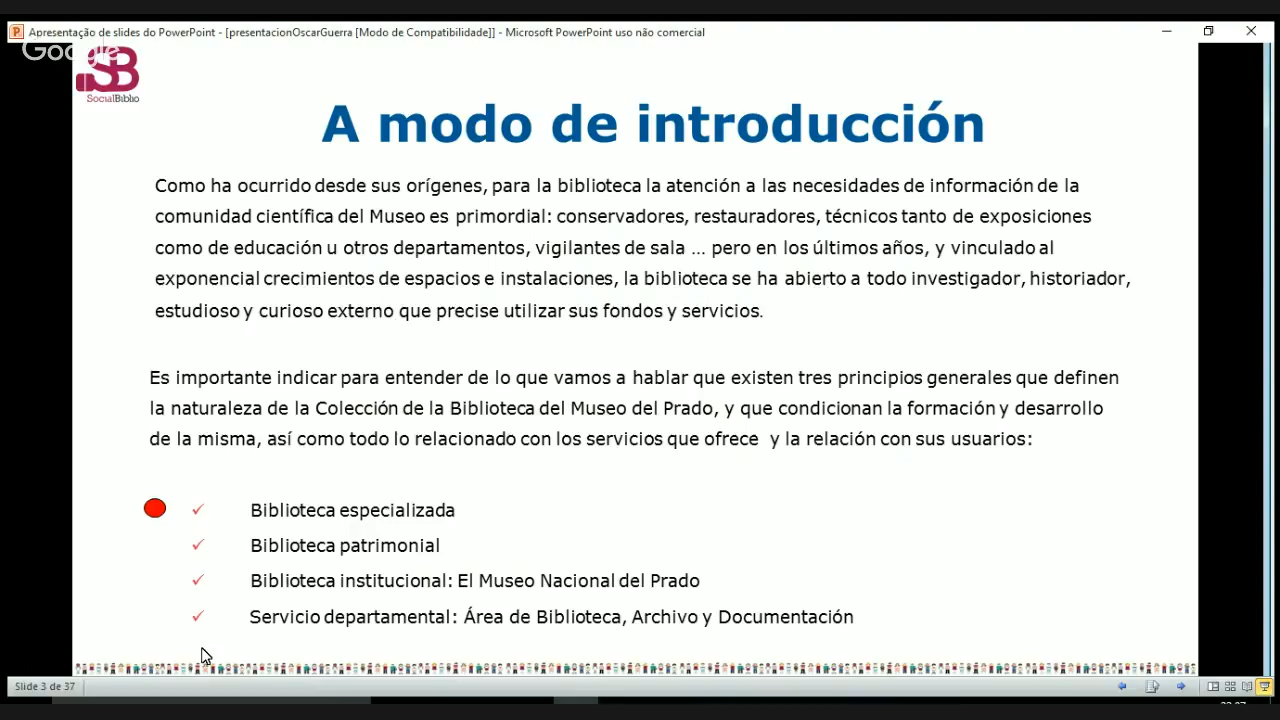 Apresentação de slides do PowerPoint - [presentacionOscarGuerra [Modo de Compatibilidade]] - Microsoft PowerPoint uso não comercial
Google
SB
SocialBiblio
A modo de introducción
Como ha ocurrido desde sus orígenes, para la biblioteca la atención a las necesidades de información de la
comunidad científica del Museo es primordial: conservadores, restauradores, técnicos tanto de exposiciones
como de educación u otros departamentos, vigilantes de sala ... pero en los últimos años, y vinculado al
exponencial crecimientos de espacios e instalaciones, la biblioteca se ha abierto a todo investigador, historiador,
estudioso y curioso externo que precise utilizar sus fondos y servicios.
Es importante indicar para entender de lo que vamos a hablar que existen tres principios generales que definen
la naturaleza de la Colección de la Biblioteca del Museo del Prado, y que condicionan la formación y desarrollo
de la misma, así como todo lo relacionado con los servicios que ofrece y la relación con sus usuarios:
✓ Biblioteca especializada
✓ Biblioteca patrimonial
✓ Biblioteca institucional: El Museo Nacional del Prado
✓ Servicio departamental: Área de Biblioteca, Archivo y Documentación
Slide 3 de 37